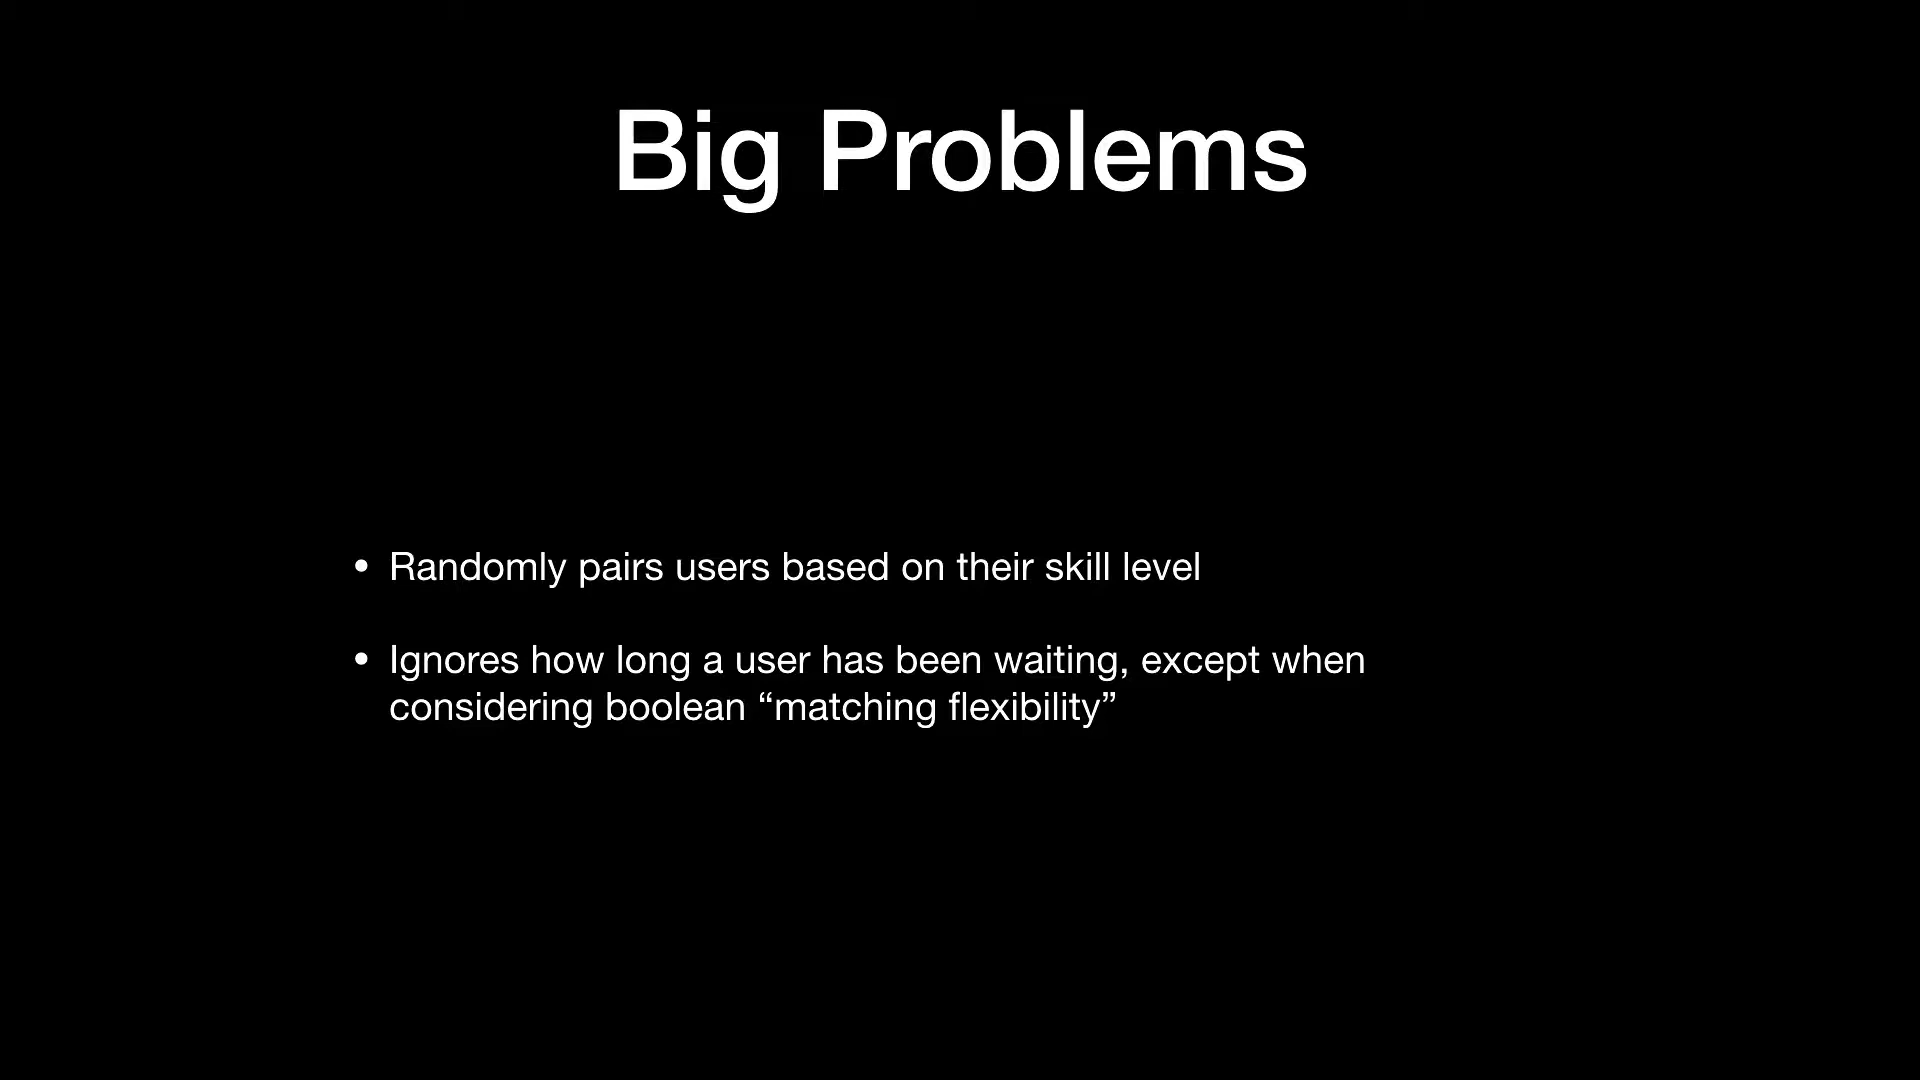 Big Problems
• Randomly pairs users based on their skill level
• Ignores how long a user has been waiting, except when
considering boolean “matching flexibility”